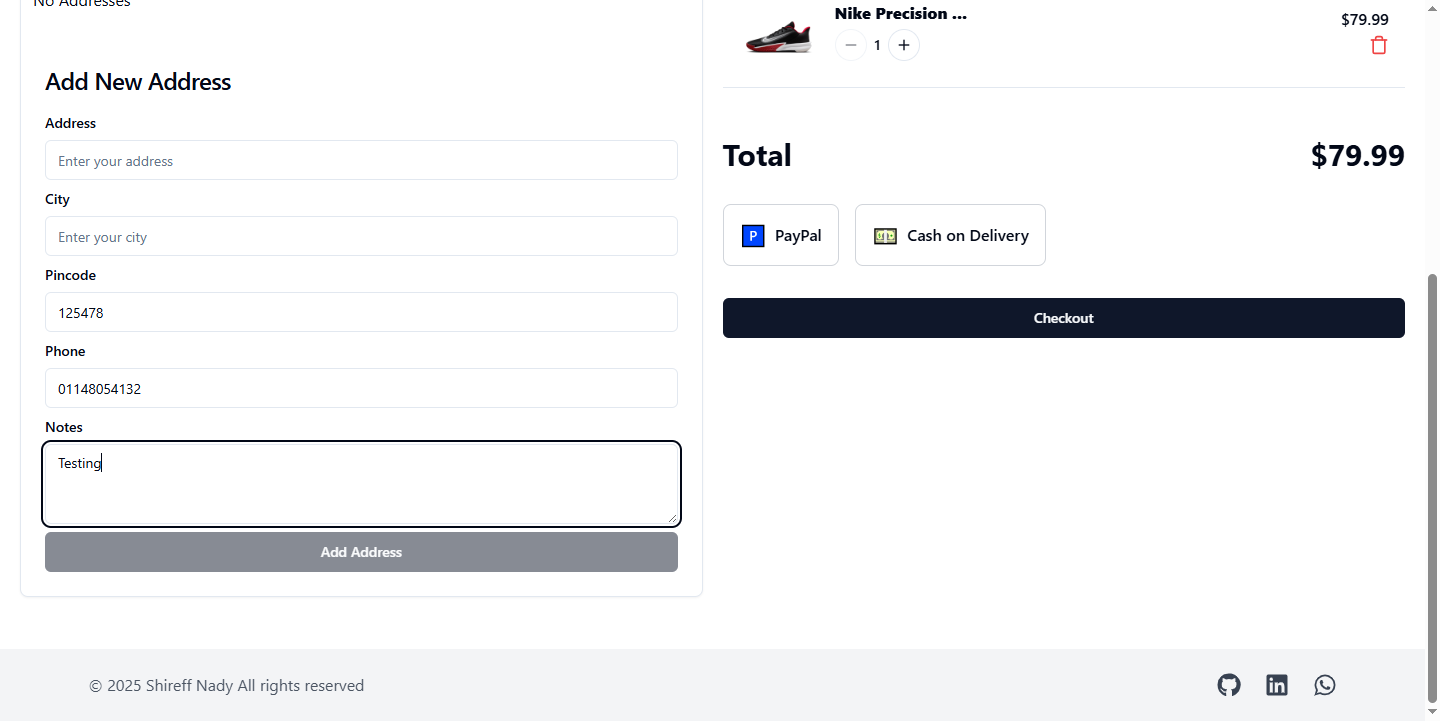 No Addresses
Add New Address
Address
Enter your address
City
Enter your city
Pincode
125478
Phone
01148054132
Notes
Testing
Add Address
Nike Precision ...
$79.99
1
Total
$79.99
P PayPal
Cash on Delivery
Checkout
© 2025 Shireff Nady All rights reserved
in